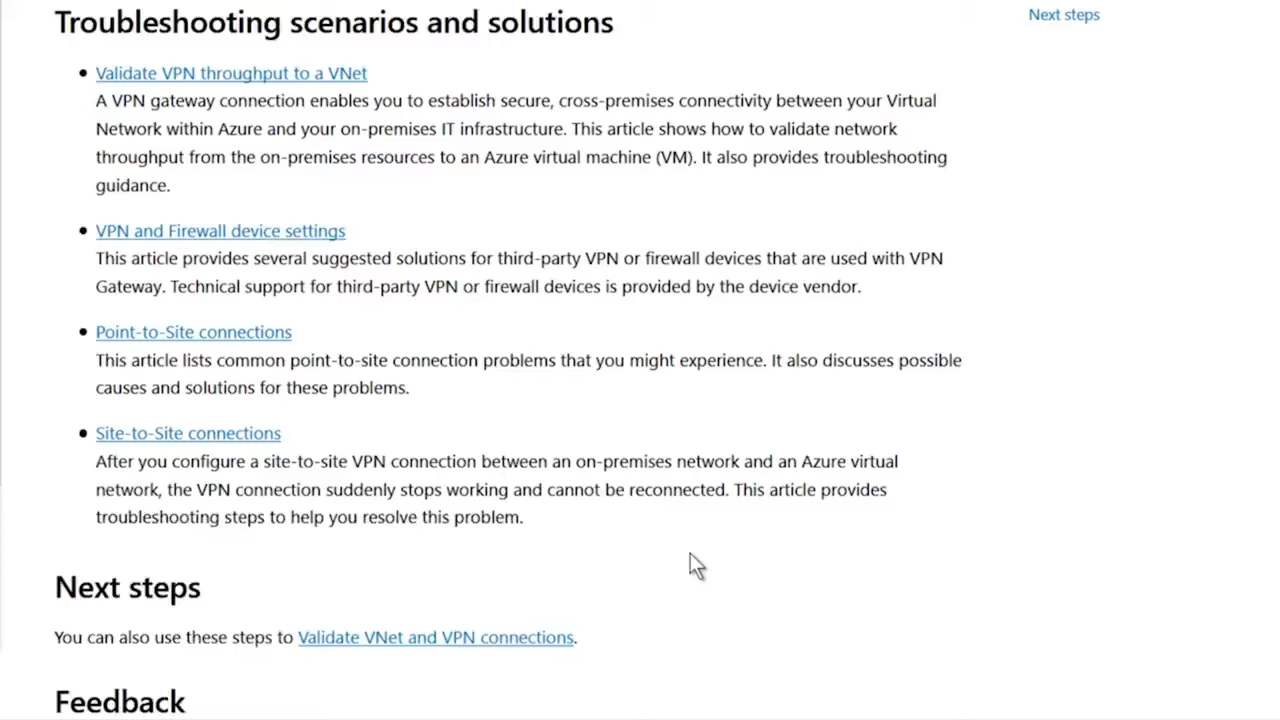 Troubleshooting scenarios and solutions
Next steps
Validate VPN throughput to a VNet
A VPN gateway connection enables you to establish secure, cross-premises connectivity between your Virtual
Network within Azure and your on-premises IT infrastructure. This article shows how to validate network
throughput from the on-premises resources to an Azure virtual machine (VM). It also provides troubleshooting
guidance.
VPN and Firewall device settings
This article provides several suggested solutions for third-party VPN or firewall devices that are used with VPN
Gateway. Technical support for third-party VPN or firewall devices is provided by the device vendor.
Point-to-Site connections
This article lists common point-to-site connection problems that you might experience. It also discusses possible
causes and solutions for these problems.
Site-to-Site connections
After you configure a site-to-site VPN connection between an on-premises network and an Azure virtual
network, the VPN connection suddenly stops working and cannot be reconnected. This article provides
troubleshooting steps to help you resolve this problem.
Next steps
You can also use these steps to Validate VNet and VPN connections.
Feedback